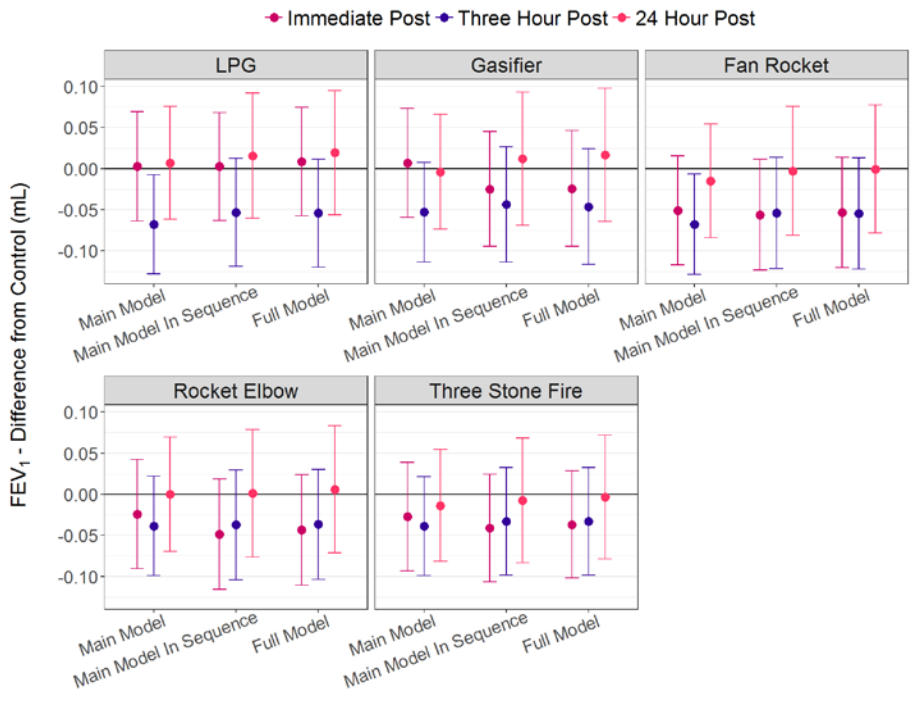 Immediate Post Three Hour Post 24 Hour Post
LPG Gasifier Fan Rocket
0.10
0.05
0.00
-0.05
-0.10
Main Model Main Model In Sequence Full Model Main Model Main Model In Sequence Full Model Main Model Main Model In Sequence Full Model
FEV1 - Difference from Control (mL)
Rocket Elbow Three Stone Fire
0.10
0.05
0.00
-0.05
-0.10
Main Model Main Model In Sequence Full Model Main Model Main Model In Sequence Full Model